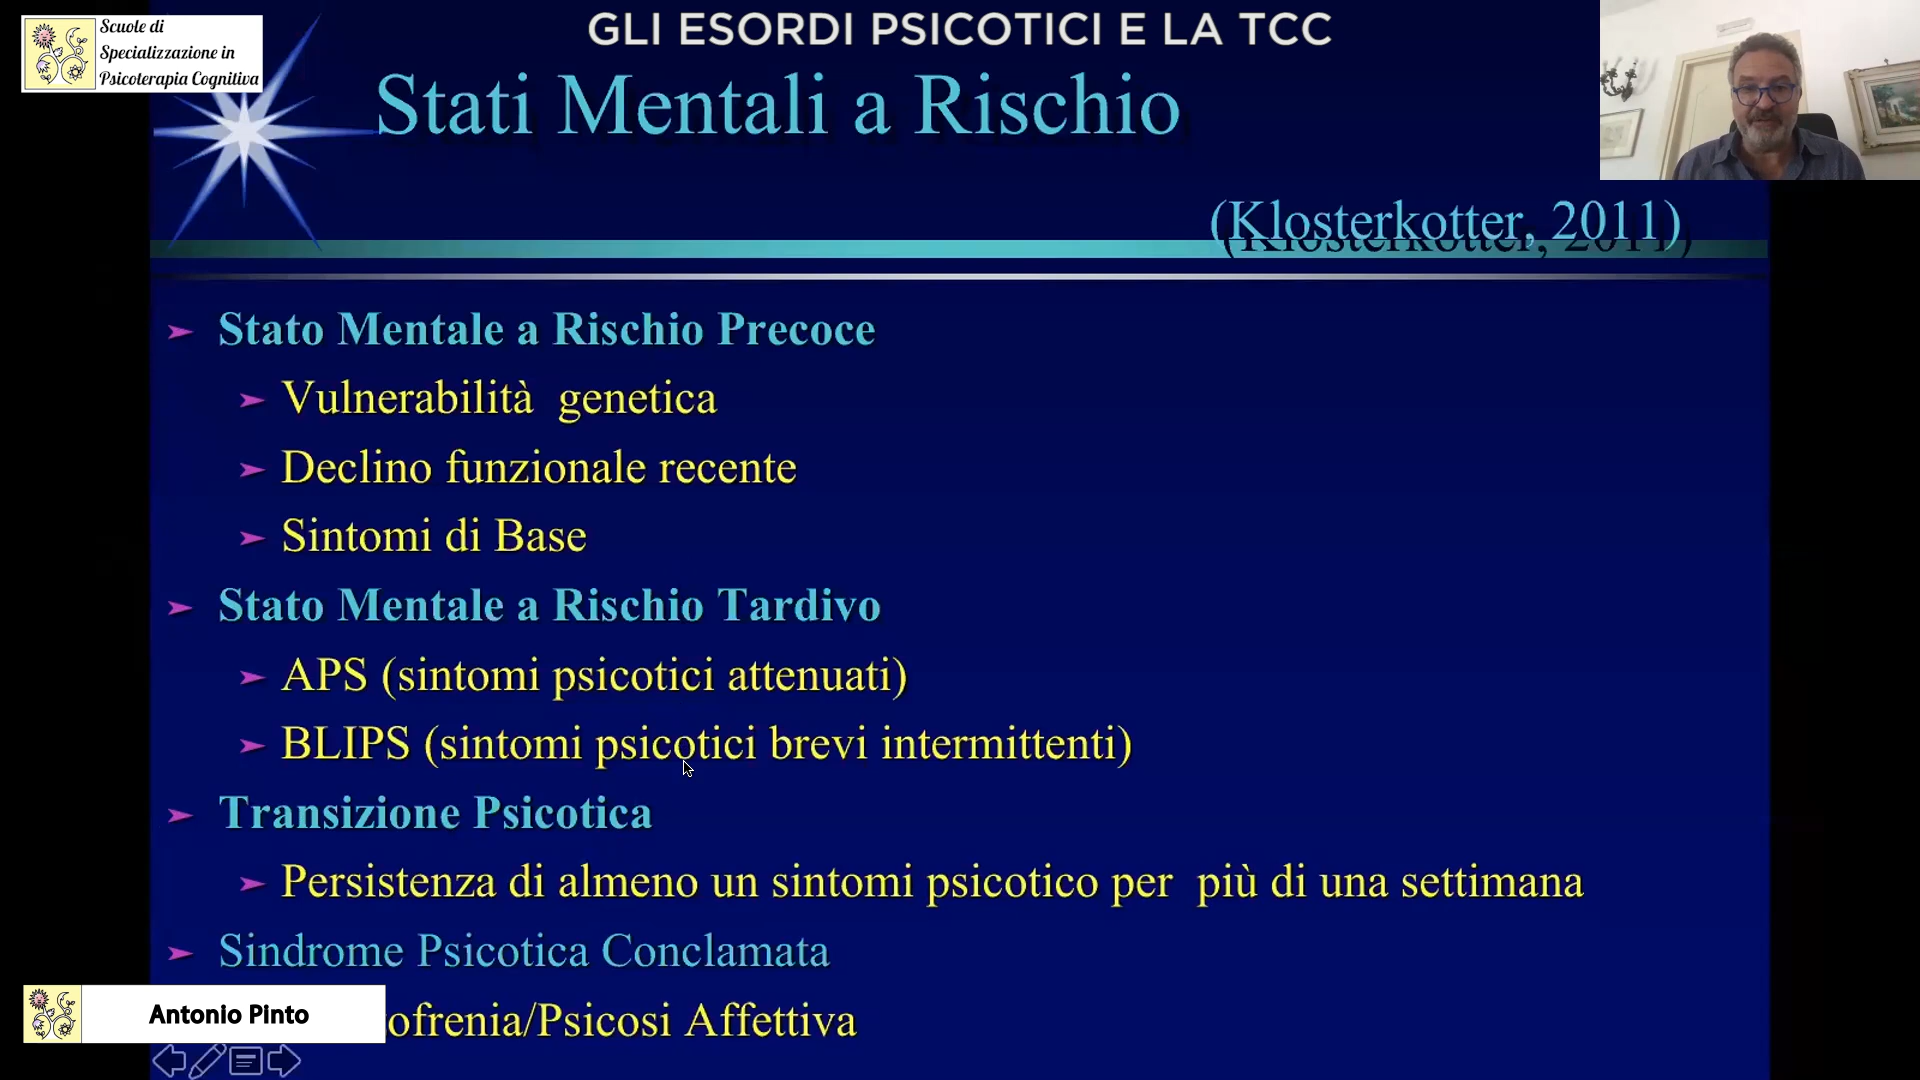 Scuole di
Specializzazione in
Psicoterapia Cognitiva
GLI ESORDI PSICOTICI E LA TCC
Stati Mentali a Rischio
(Klosterkotter, 2011)
Stato Mentale a Rischio Precoce
Vulnerabilità genetica
Declino funzionale recente
Sintomi di Base
Stato Mentale a Rischio Tardivo
APS (sintomi psicotici attenuati)
BLIPS (sintomi psicotici brevi intermittenti)
Transizione Psicotica
Persistenza di almeno un sintomi psicotico per più di una settimana
Sindrome Psicotica Conclamata
ofrenia/Psicosi Affettiva
Antonio Pinto